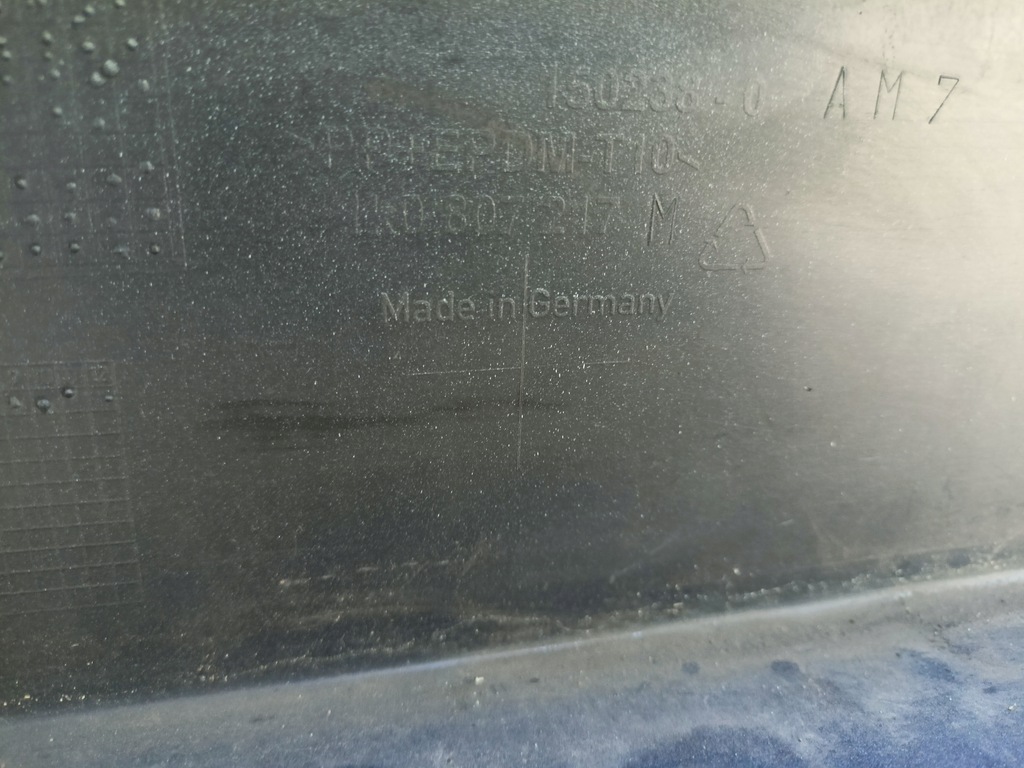 150238-0 AM7
>PP+EPDM-T10<
1K0 807 217 M
Made in Germany